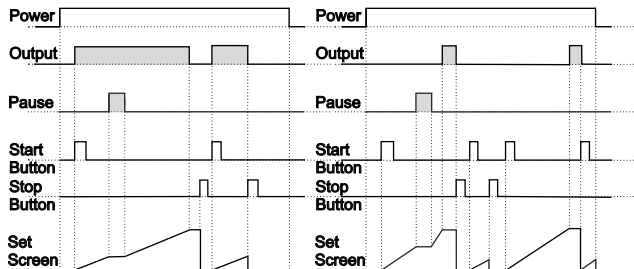 Power
Output
Pause
Start
Button
Stop
Button
Set
Screen
Power
Output
Pause
Start
Button
Stop
Button
Set
Screen